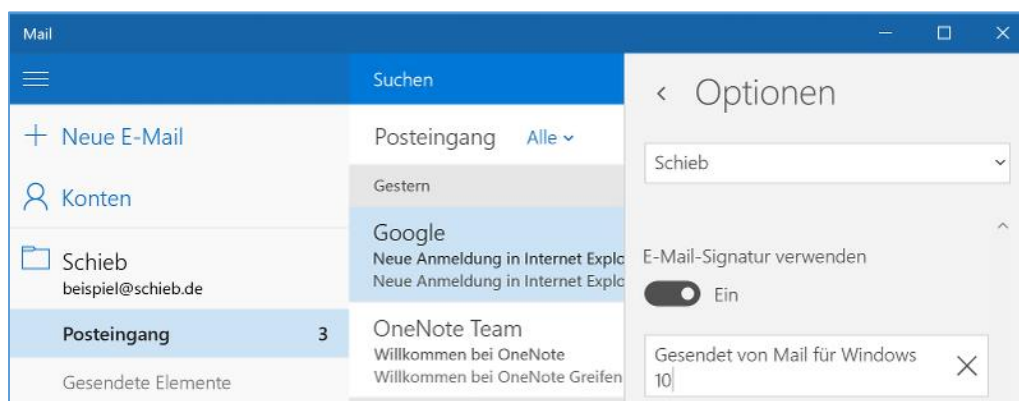 Mail
Suchen
Optionen
Neue E-Mail
Posteingang Alle
Schieb
Gestern
Konten
Google
Neue Anmeldung in Internet Explo
Neue Anmeldung in Internet Explo
E-Mail-Signatur verwenden
Ein
Schieb
beispiel@schieb.de
Posteingang 3
OneNote Team
Willkommen bei OneNote
Willkommen bei OneNote Greifen
Gesendet von Mail für Windows
10
Gesendete Elemente